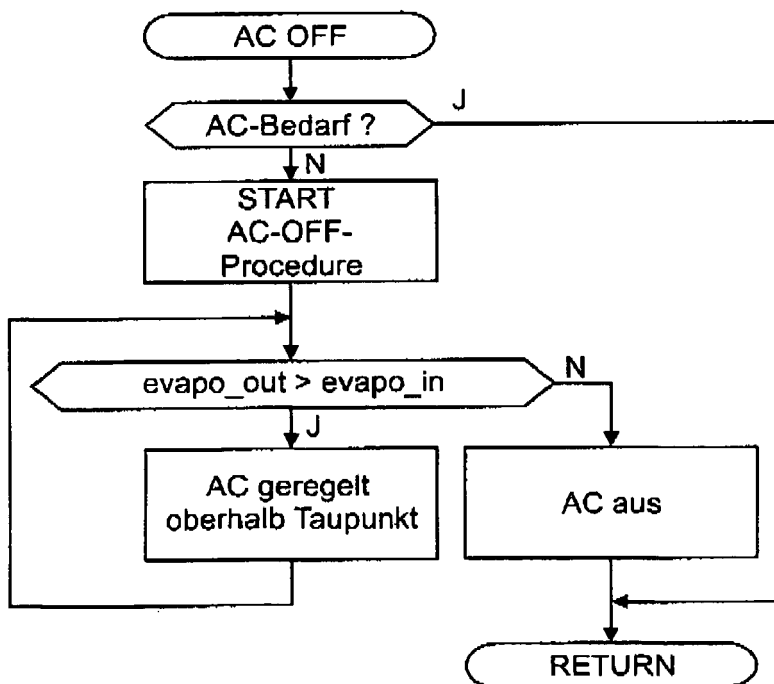 AC OFF
J
AC-Bedarf ?
N
START
AC-OFF-
Procedure
evapo_out > evapo_in
N
J
AC geregelt
oberhalb Taupunkt
AC aus
RETURN